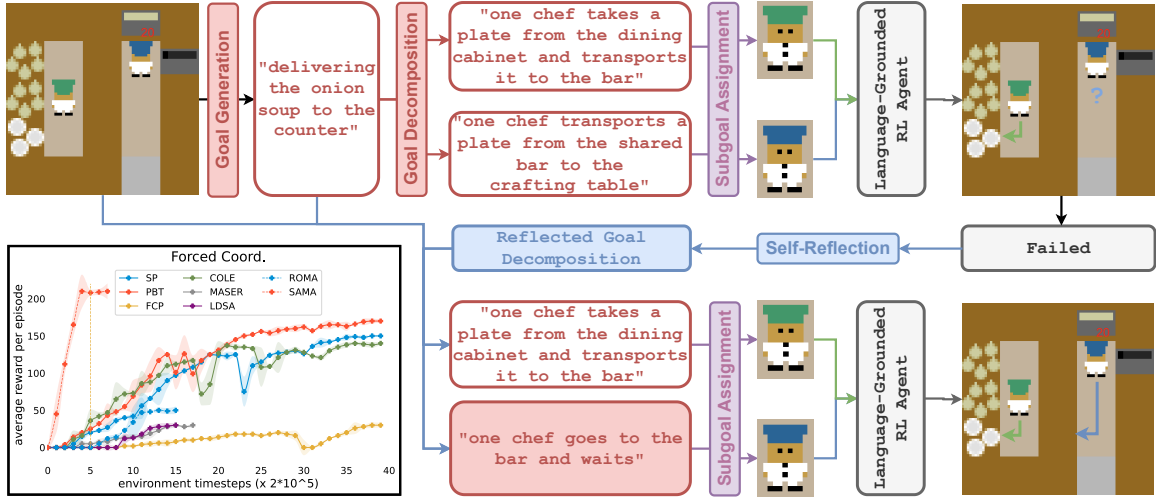 20
Goal Generation
"delivering
the onion
soup to the
counter"
Goal Decomposition
"one chef takes a
plate from the dining
cabinet and transports
it to the bar"
"one chef transports a
plate from the shared
bar to the
crafting table"
Subgoal Assignment
Language-Grounded
RL Agent
20
?
Reflected Goal
Decomposition
Self-Reflection
Failed
Forced Coord.
SP
PBT
FCP
COLE
MASER
LDSA
ROMA
SAMA
average reward per episode
200
150
100
50
0
0
5
10
15
20
25
30
35
40
environment timesteps (x 2*10^5)
"one chef takes a
plate from the dining
cabinet and transports
it to the bar"
"one chef goes to the
bar and waits"
Subgoal Assignment
Language-Grounded
RL Agent
20